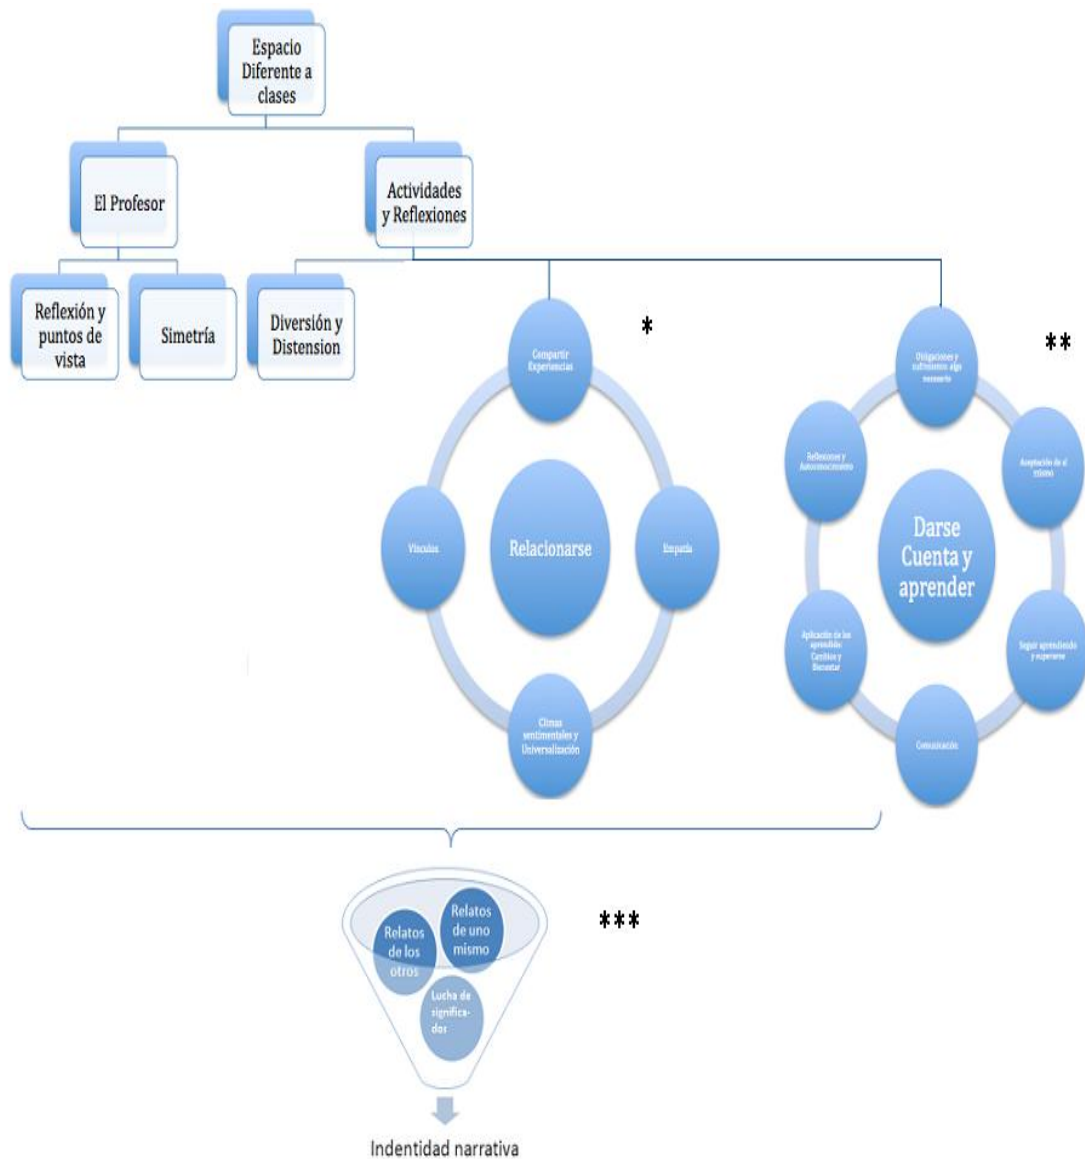 Espacio
Diferente a
clases
El Profesor
Actividades
y Reflexiones
Reflexión y
puntos de
vista
Simetría
Diversión y
Distension
*
Compartir
Experiencias
Vínculos
Relacionarse
Empatía
Climas
sentimentales y
Universalización
**
Obligaciones y
sufrimiento: algo
necesario
Reflexiones y
Autoconocimiento
Aceptación de sí
mismo
Darse
Cuenta y
aprender
Aplicación de los
aprendido:
Cambios y
Bienestar
Seguir aprendiendo
y superarse
Comunicación
***
Relatos
de los
otros
Relatos
de uno
mismo
Lucha de
significa-
dos
Indentidad narrativa